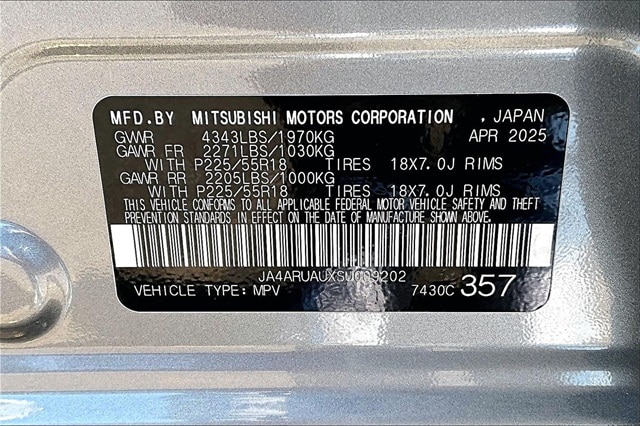 MFD.BY MITSUBISHI MOTORS CORPORATION , JAPAN
GVWR 4343LBS/1970KG APR 2025
GAWR FR 2271LBS/1030KG
WITH P225/55R18 TIRES 18X7.0J RIMS
GAWR RR 2205LBS/1000KG
WITH P225/55R18 TIRES 18X7.0J RIMS
THIS VEHICLE CONFORMS TO ALL APPLICABLE FEDERAL MOTOR VEHICLE SAFETY AND THEFT
PREVENTION STANDARDS IN EFFECT ON THE DATE OF MANUFACTURE SHOWN ABOVE.
JA4ARUAUXSU009202
VEHICLE TYPE: MPV 7430C 357